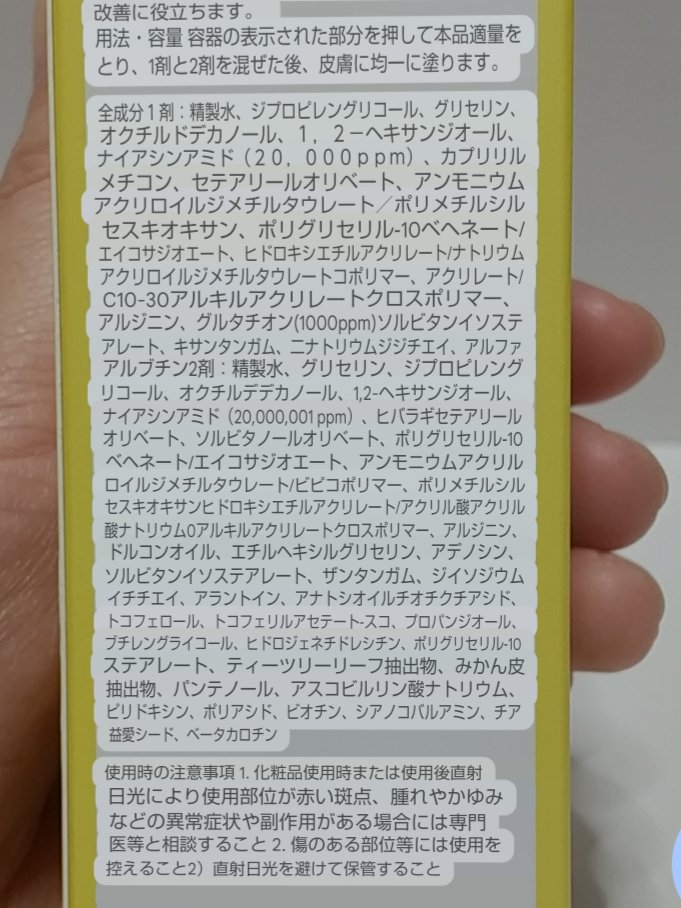 改善に役立ちます。
用法・容量 容器の表示された部分を押して本品適量を
とり、1剤と2剤を混ぜた後、皮膚に均一に塗ります。
全成分1剤：精製水、ジプロピレングリコール、グリセリン、
オクチルドデカノール、１，２－ヘキサンジオール、
ナイアシンアミド（２０，０００ｐｐｍ）、カプリリル
メチコン、セテアリールオリベート、アンモニウム
アクリロイルジメチルタウレート／ポリメチルシル
セスキオキサン、ポリグリセリル-10ベヘネート/
エイコサジオエート、ヒドロキシエチルアクリレート/ナトリウム
アクリロイルジメチルタウレートコポリマー、アクリレート/
C10-30アルキルアクリレートクロスポリマー、
アルジニン、グルタチオン(1000ppm)ソルビタンイソステ
アレート、キサンタンガム、ニナトリウムジジチエイ、アルファ
アルブチン2剤：精製水、グリセリン、ジプロピレング
リコール、オクチルデデカノール、1,2-ヘキサンジオール、
ナイアシンアミド（20,000,001 ppm）、ヒバラギセテアリール
オリベート、ソルビタノールオリベート、ポリグリセリル-10
ベヘネート/エイコサジオエート、アンモニウムアクリル
ロイルジメチルタウレート/ビピコポリマー、ポリメチルシル
セスキオキサンヒドロキシエチルアクリレート/アクリル酸アクリル
酸ナトリウム0アルキルアクリレートクロスポリマー、アルジニン、
ドルコンオイル、エチルヘキシルグリセリン、アデノシン、
ソルビタンイソステアレート、ザンタンガム、ジイソジウム
イチチエイ、アラントイン、アナトシオイルチオチクチアシド、
トコフェロール、トコフェリルアセテート-スコ、プロバンジオール、
ブチレングライコール、ヒドロジェネチドレシチン、ポリグリセリル-10
ステアレート、ティーツリーリーフ抽出物、みかん皮
抽出物、パンテノール、アスコビルリン酸ナトリウム、
ピリドキシン、ポリアシド、ビオチン、シアノコバルアミン、チア
益愛シード、ベータカロチン
使用時の注意事項 1. 化粧品使用時または使用後直射
日光により使用部位が赤い斑点、腫れやかゆみ
などの異常症状や副作用がある場合には専門
医等と相談すること 2. 傷のある部位等には使用を
控えること2）直射日光を避けて保管すること